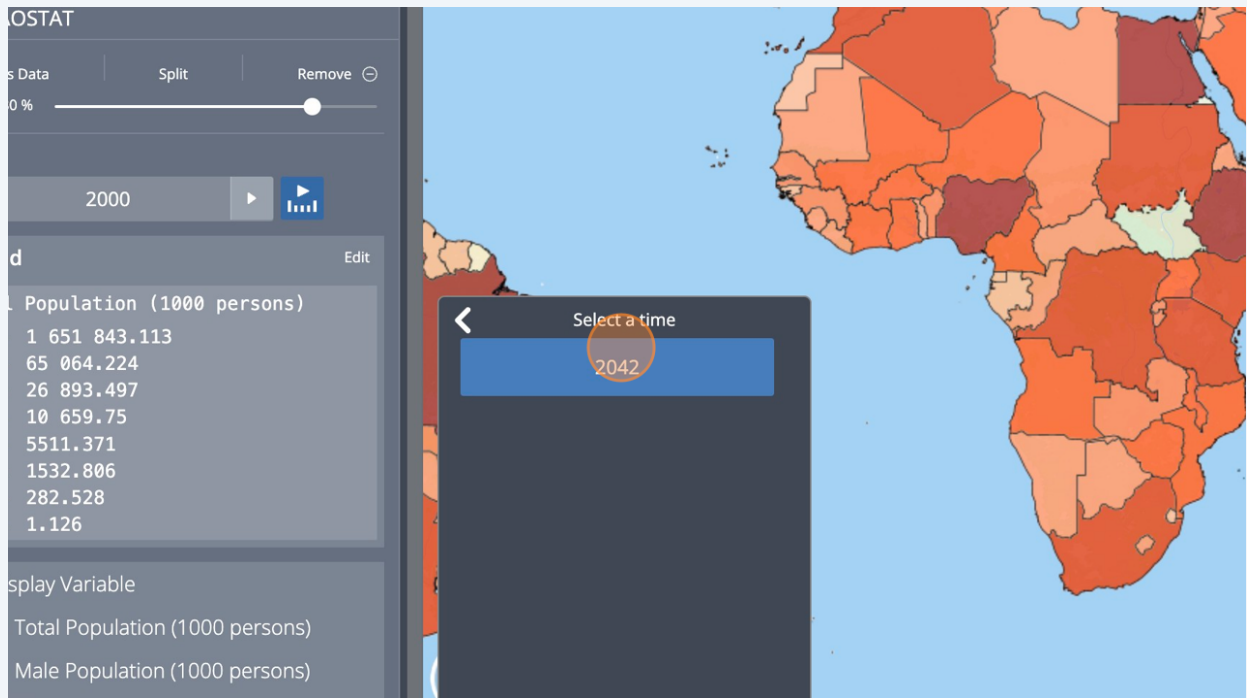 AOSTAT
s Data
Split
Remove
0 %
2000
d
Edit
l Population (1000 persons)
1 651 843.113
65 064.224
26 893.497
10 659.75
5511.371
1532.806
282.528
1.126
splay Variable
Total Population (1000 persons)
Male Population (1000 persons)
Select a time
2042